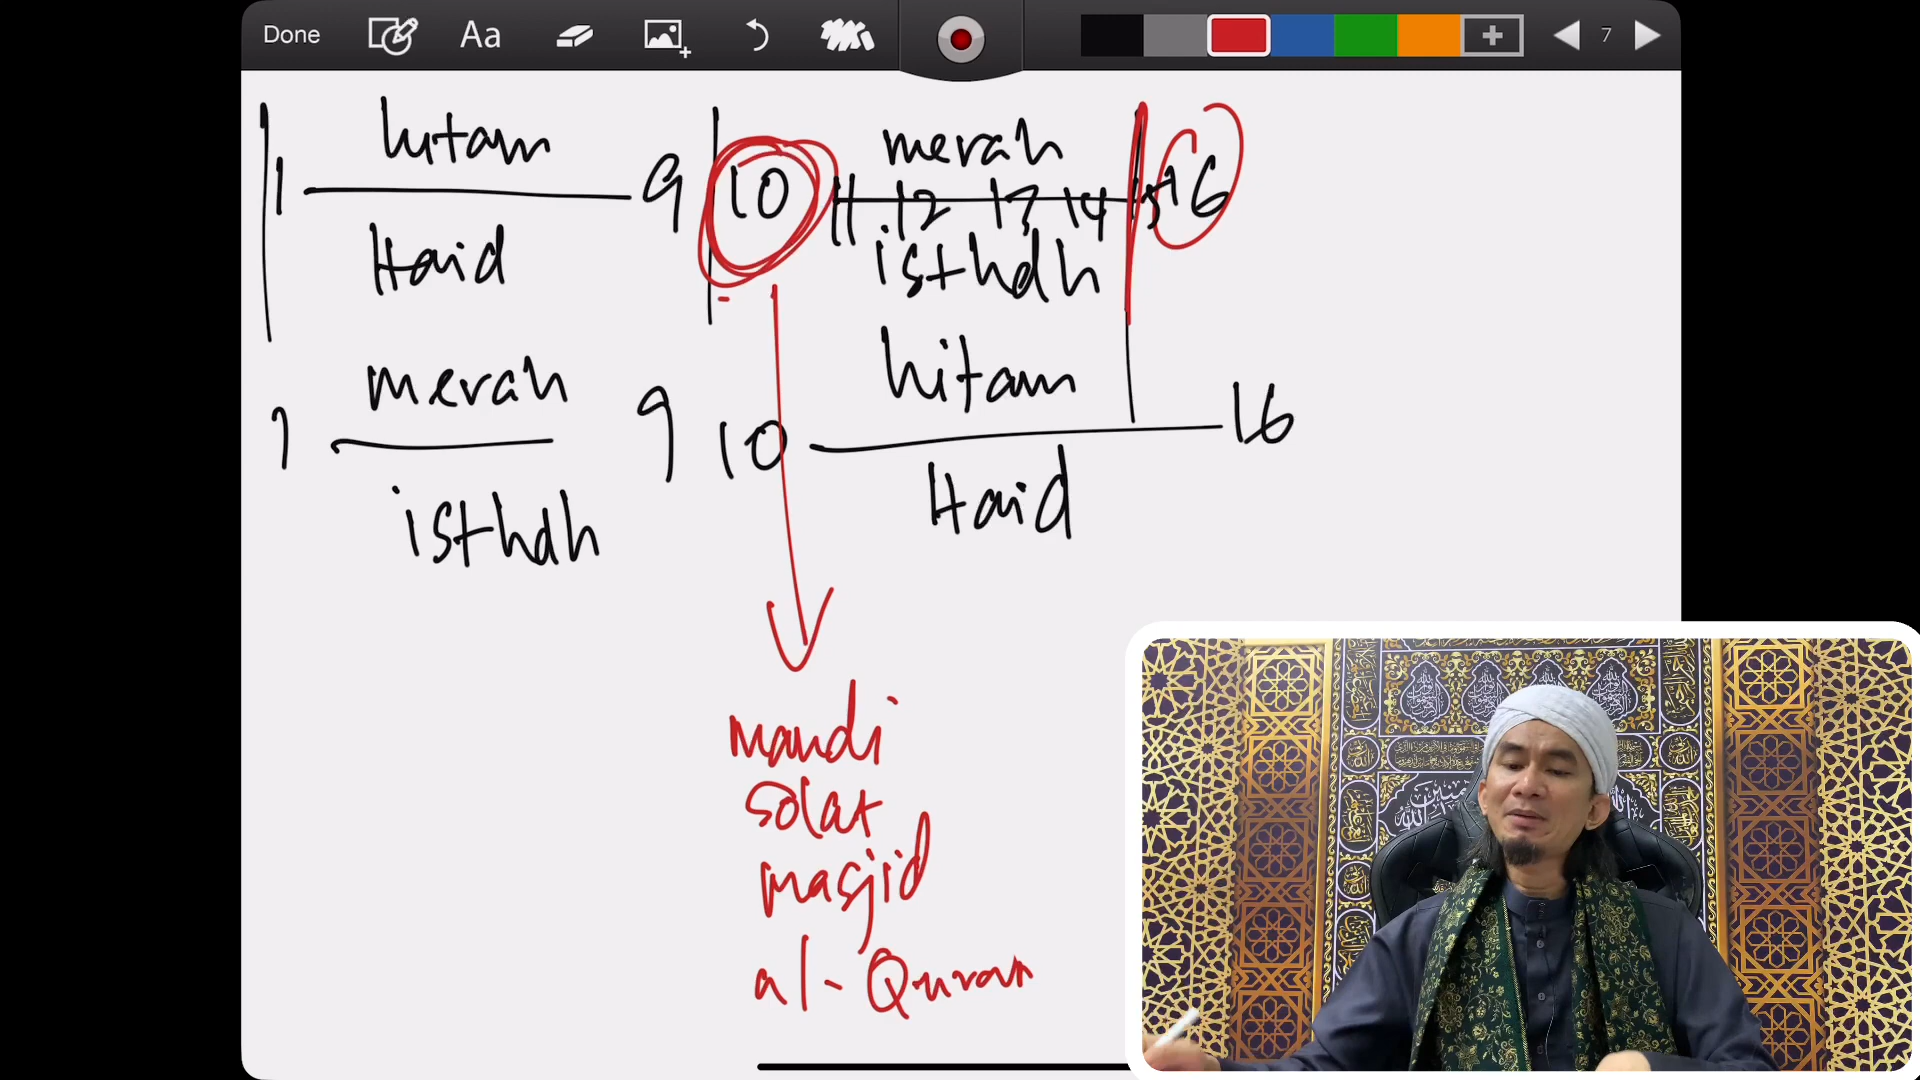 Done Aa 7
hitam merah
1 9 10 11 12 13 14 15 16
Haid isthdh
merah hitam
1 9 10 16
isthdh Haid
mandi
solat
masjid
al-Quran